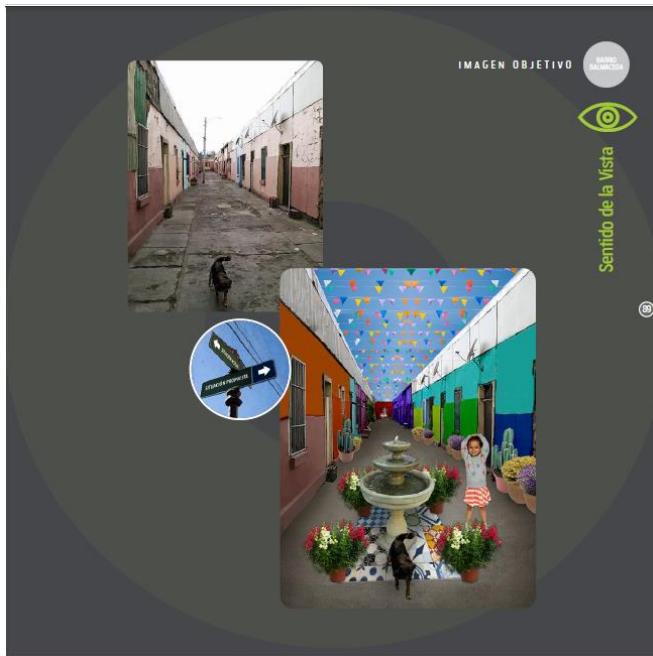 IMAGEN OBJETIVO
BARRIO
BALMACEDA
Sentido de la Vista
89
SITUACIÓN PROPUESTA